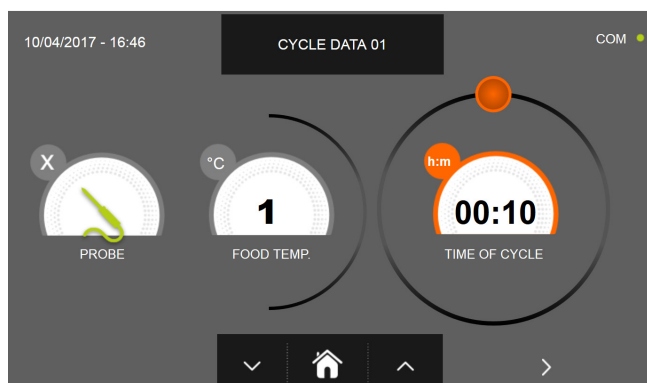 10/04/2017 - 16:46
CYCLE DATA 01
COM
X
°C
h:m
1
00:10
PROBE
FOOD TEMP.
TIME OF CYCLE